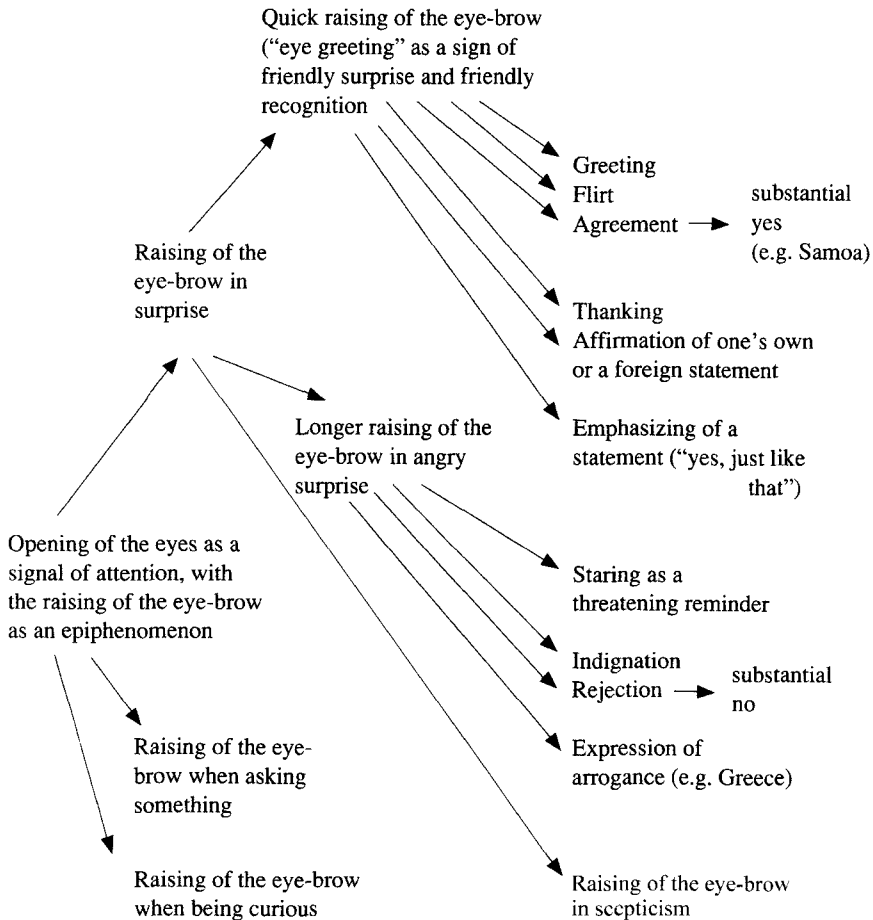 Quick raising of the eye-brow
(“eye greeting” as a sign of
friendly surprise and friendly
recognition
Greeting
Flirt
Agreement
substantial
yes
(e.g. Samoa)
Raising of the
eye-brow in
surprise
Thanking
Affirmation of one’s own
or a foreign statement
Longer raising of the
eye-brow in angry
surprise
Emphasizing of a
statement (“yes, just like
that”)
Opening of the eyes as a
signal of attention, with
the raising of the eye-brow
as an epiphenomenon
Staring as a
threatening reminder
Indignation
Rejection
substantial
no
Raising of the eye-
brow when asking
something
Expression of
arrogance (e.g. Greece)
Raising of the eye-brow
when being curious
Raising of the eye-brow
in scepticism